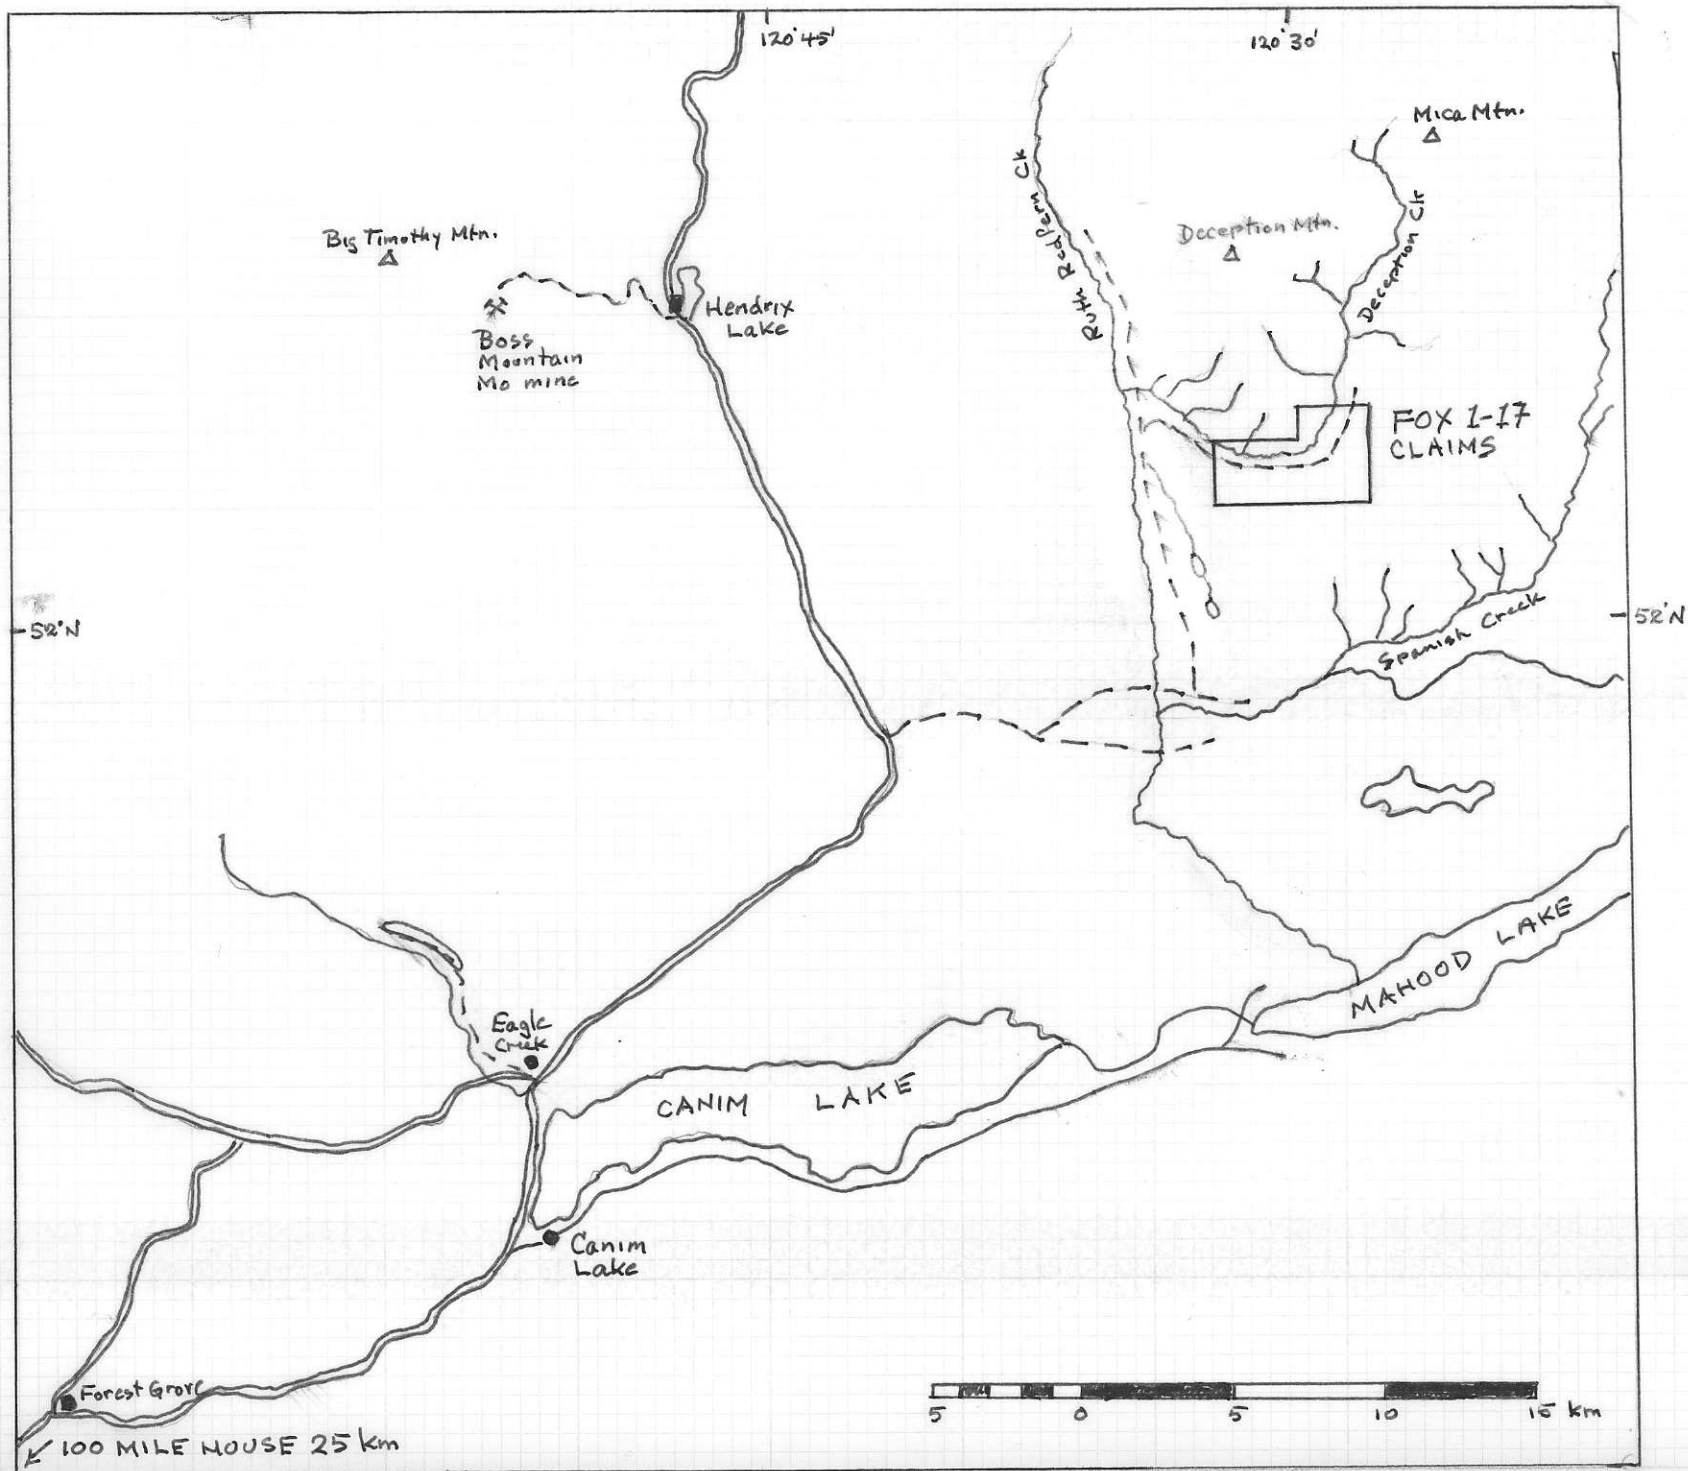 120°45'
120°30'
Mica Mtn.
Ruth Redfern Ck
Deception Mtn.
Deception Ck
Big Timothy Mtn.
Hendrix
Lake
Boss
Mountain
Mo mine
FOX 1-17
CLAIMS
52°N
52°N
Spanish Creek
MAHOOD LAKE
Eagle
Creek
CANIM LAKE
Canim
Lake
Forest Grove
5 0 5 10 15 km
100 MILE HOUSE 25 km